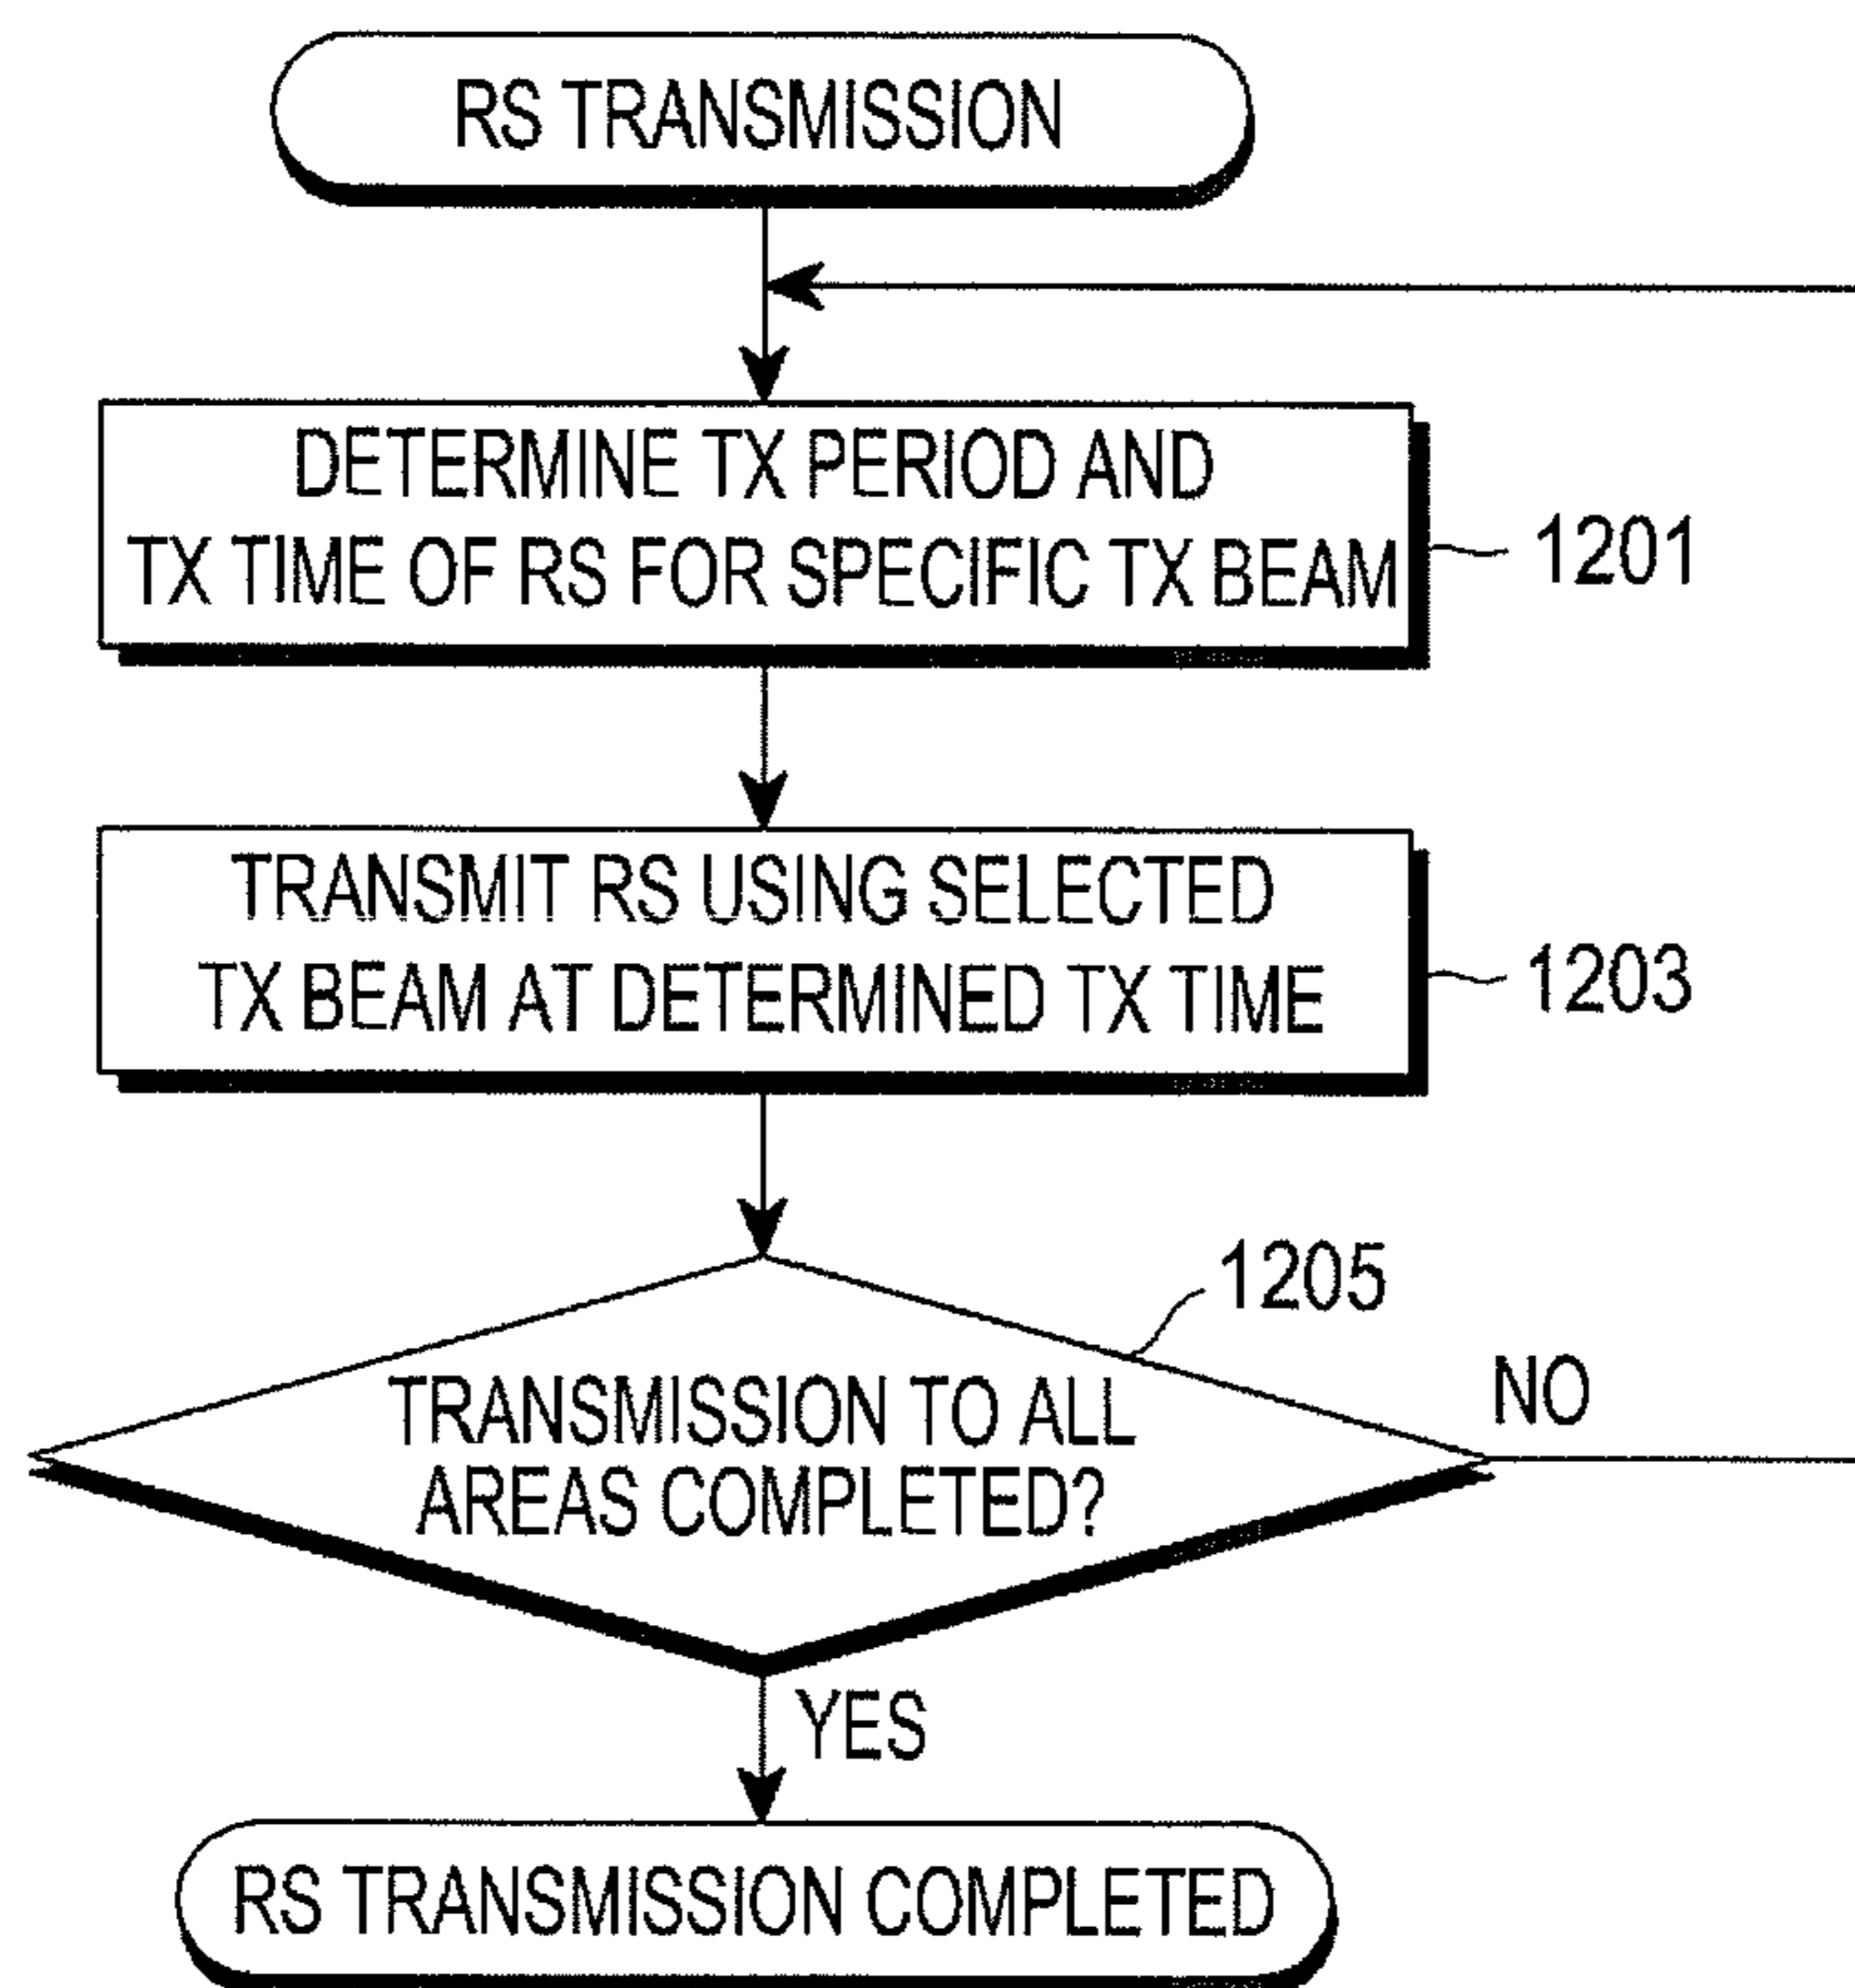 RS TRANSMISSION
DETERMINE TX PERIOD AND
TX TIME OF RS FOR SPECIFIC TX BEAM
1201
TRANSMIT RS USING SELECTED
TX BEAM AT DETERMINED TX TIME
1203
1205
TRANSMISSION TO ALL
AREAS COMPLETED?
NO
YES
RS TRANSMISSION COMPLETED